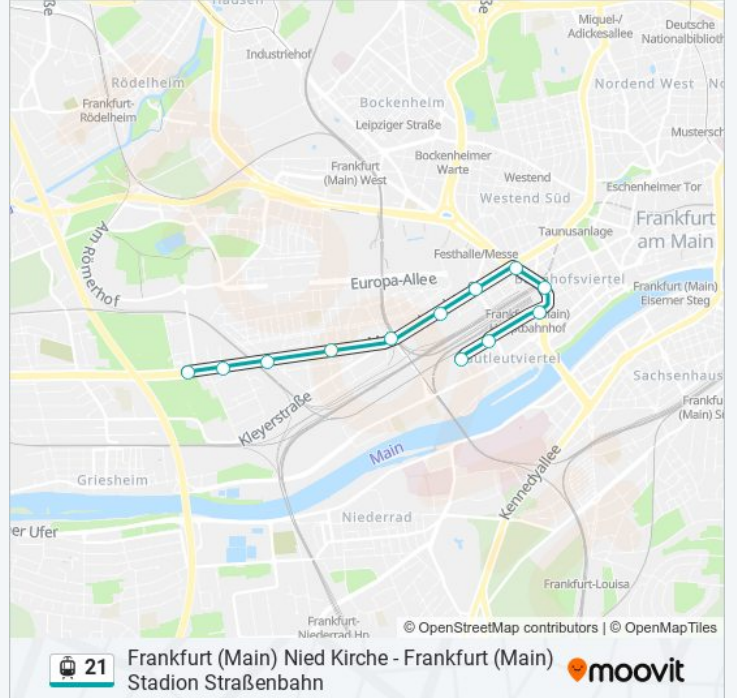 Hausen
Miquel-/
Adickesallee
Deutsche
Nationalbibliot
Industriehof
Rödelheim
Nordend West
Frankfurt-
Rödelheim
Bockenheim
Leipziger Straße
Bockenheimer
Warte
Frankfurt
(Main) West
Westend
Westend Süd
Eschenheimer Tor
Frankfurt
am Main
Taunusanlage
Am Römerhof
Festhalle/Messe
Europa-Allee
Frankfurt (Main)
Eiserner Steg
Gutleutviertel
Kleyerstraße
Main
Kennedyallee
Griesheim
er Ufer
Niederrad
Frankfurt-Louisa
Frankfurt-
Niederrad Hp
© OpenStreetMap contributors | © OpenMapTiles
21
Frankfurt (Main) Nied Kirche - Frankfurt (Main)
Stadion Straßenbahn
moovit